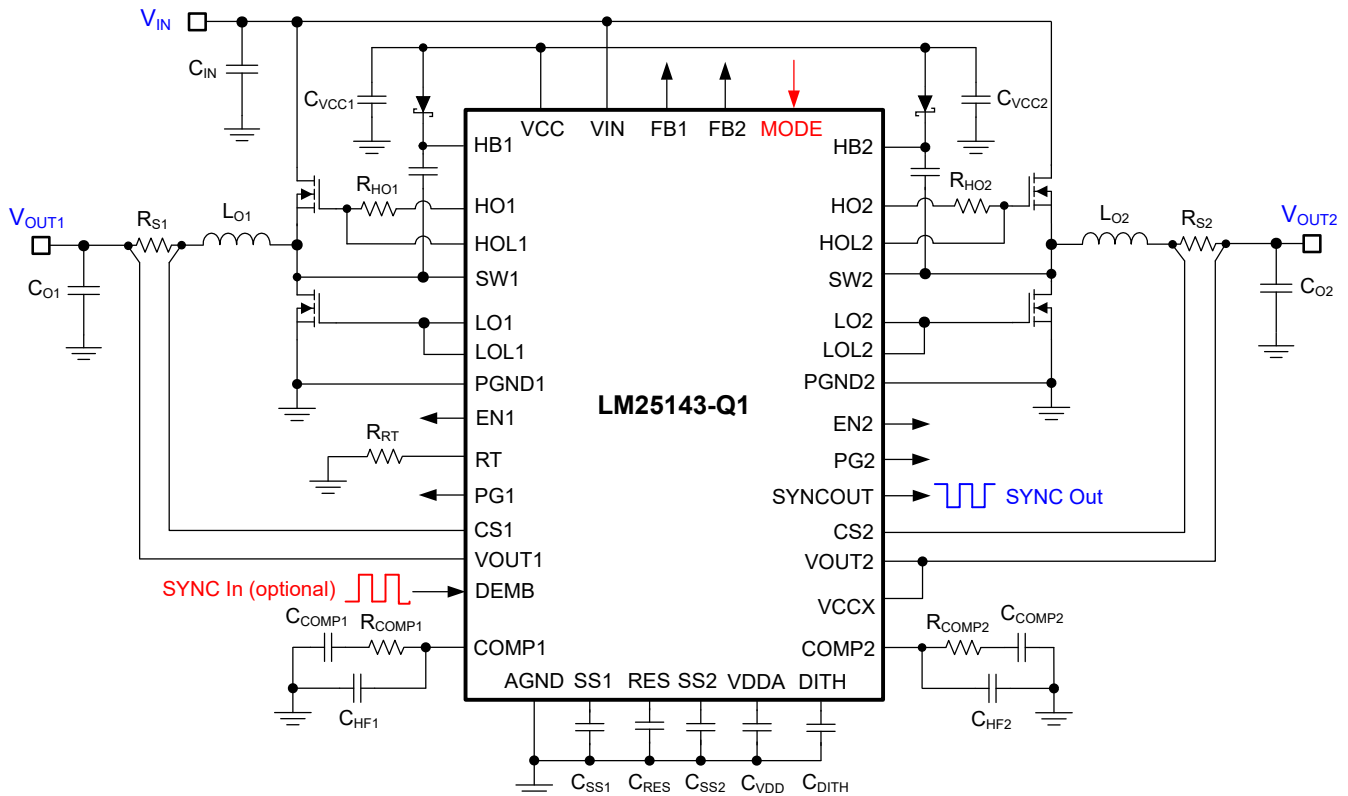 VIN
CIN
CVCC1
CVCC2
VCC VIN FB1 FB2 MODE
HB1
HB2
RHO1
RHO2
HO1
HO2
HOL1
HOL2
VOUT1
RS1
LO1
LO2
RS2
VOUT2
SW1
SW2
CO1
CO2
LO1
LO2
LOL1
LOL2
PGND1
PGND2
LM25143-Q1
EN1
EN2
RRT
RT
PG2
PG1
SYNCOUT
SYNC Out
CS1
CS2
VOUT1
VOUT2
SYNC In (optional)
DEMB
VCCX
CCOMP1
RCOMP1
RCOMP2
CCOMP2
COMP1
COMP2
CHF1
CHF2
AGND SS1 RES SS2 VDDA DITH
CSS1 CRES CSS2 CVDD CDITH